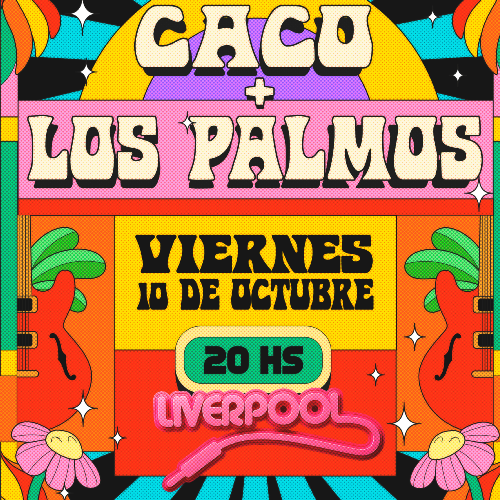 CACO
+
LOS PALMOS
VIERNES
10 DE OCTUBRE
20 HS
LIVERPOOL